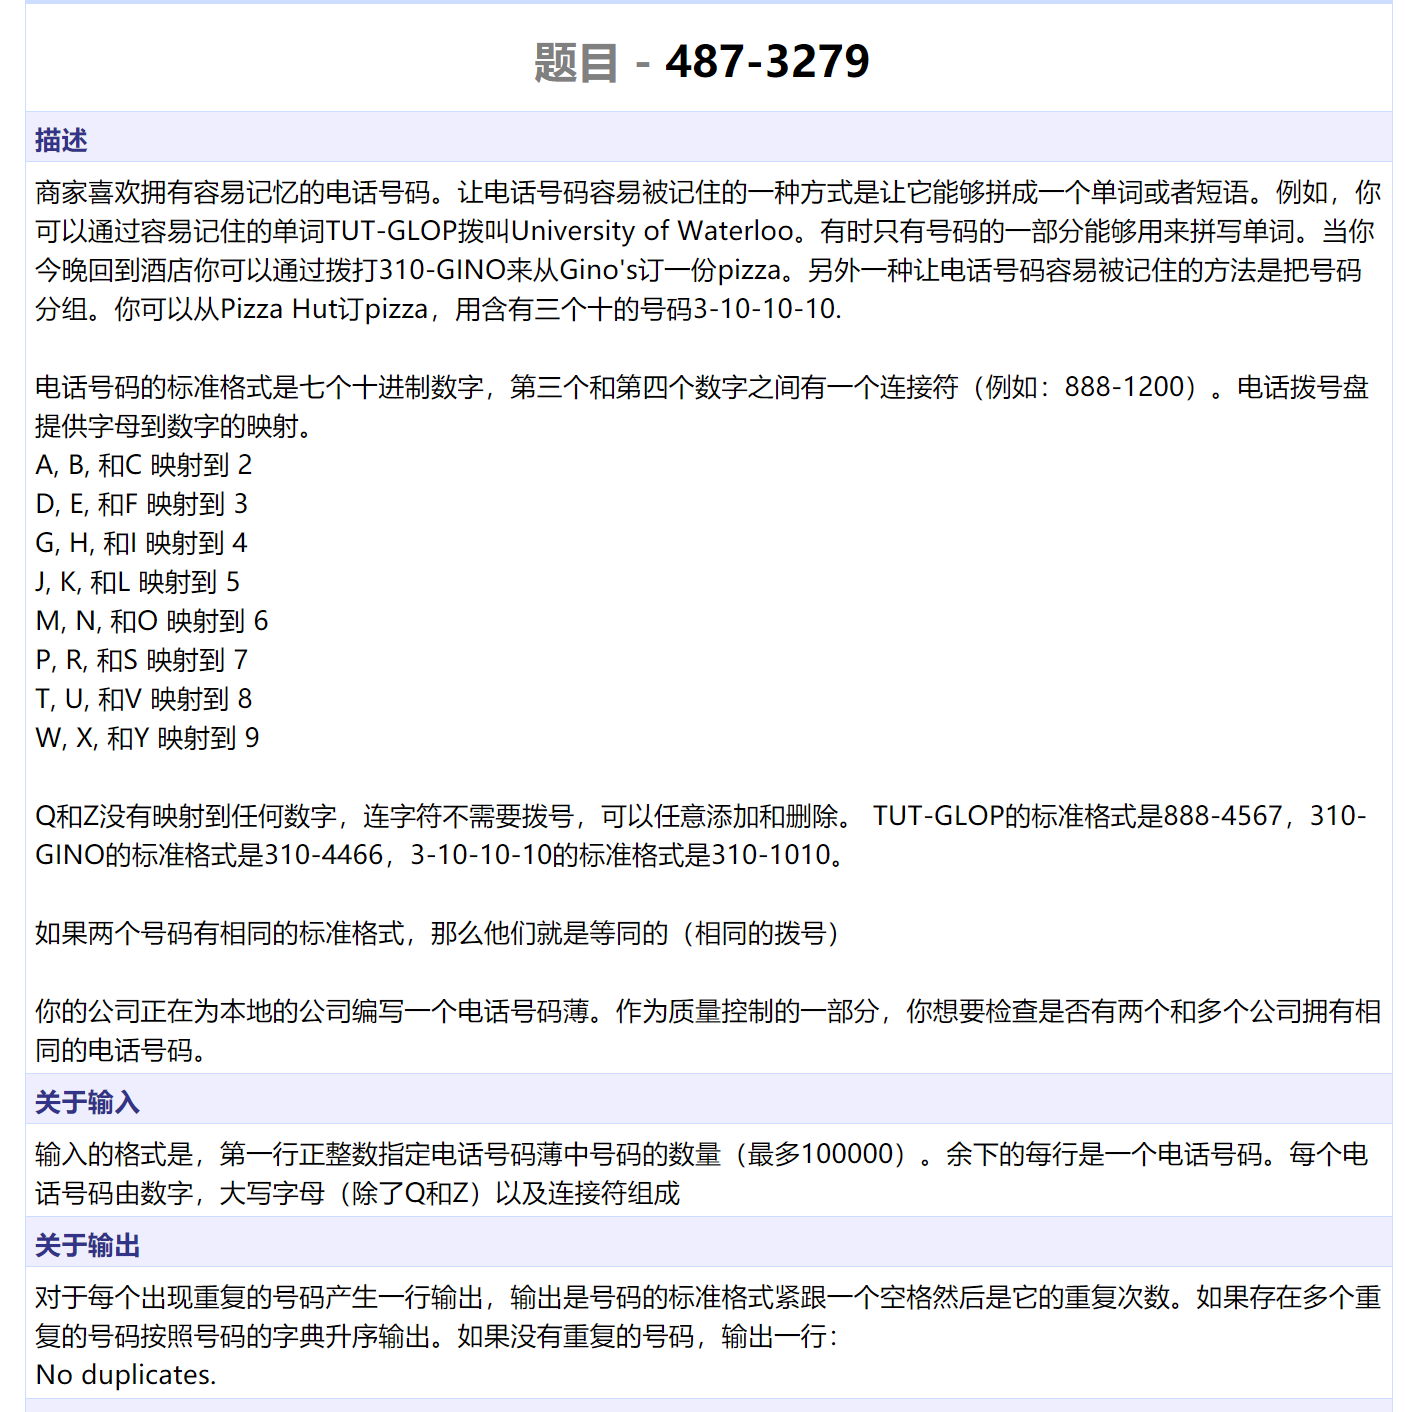 题目 - 487-3279
描述
商家喜欢拥有容易记忆的电话号码。让电话号码容易被记住的一种方式是让它能够拼成一个单词或者短语。例如，你
可以通过容易记住的单词TUT-GLOP拨叫University of Waterloo。有时只有号码的一部分能够用来拼写单词。当你
今晚回到酒店你可以通过拨打310-GINO来从Gino's订一份pizza。另外一种让电话号码容易被记住的方法是把号码
分组。你可以从Pizza Hut订pizza，用含有三个十的号码3-10-10-10.
电话号码的标准格式是七个十进制数字，第三个和第四个数字之间有一个连接符（例如：888-1200）。电话拨号盘
提供字母到数字的映射。
A, B, 和C 映射到 2
D, E, 和F 映射到 3
G, H, 和I 映射到 4
J, K, 和L 映射到 5
M, N, 和O 映射到 6
P, R, 和S 映射到 7
T, U, 和V 映射到 8
W, X, 和Y 映射到 9
Q和Z没有映射到任何数字，连字符不需要拨号，可以任意添加和删除。 TUT-GLOP的标准格式是888-4567，310-
GINO的标准格式是310-4466，3-10-10-10的标准格式是310-1010。
如果两个号码有相同的标准格式，那么他们就是等同的（相同的拨号）
你的公司正在为本地的公司编写一个电话号码薄。作为质量控制的一部分，你想要检查是否有两个和多个公司拥有相
同的电话号码。
关于输入
输入的格式是，第一行正整数指定电话号码薄中号码的数量（最多100000）。余下的每行是一个电话号码。每个电
话号码由数字，大写字母（除了Q和Z）以及连接符组成
关于输出
对于每个出现重复的号码产生一行输出，输出是号码的标准格式紧跟一个空格然后是它的重复次数。如果存在多个重
复的号码按照号码的字典升序输出。如果没有重复的号码，输出一行：
No duplicates.